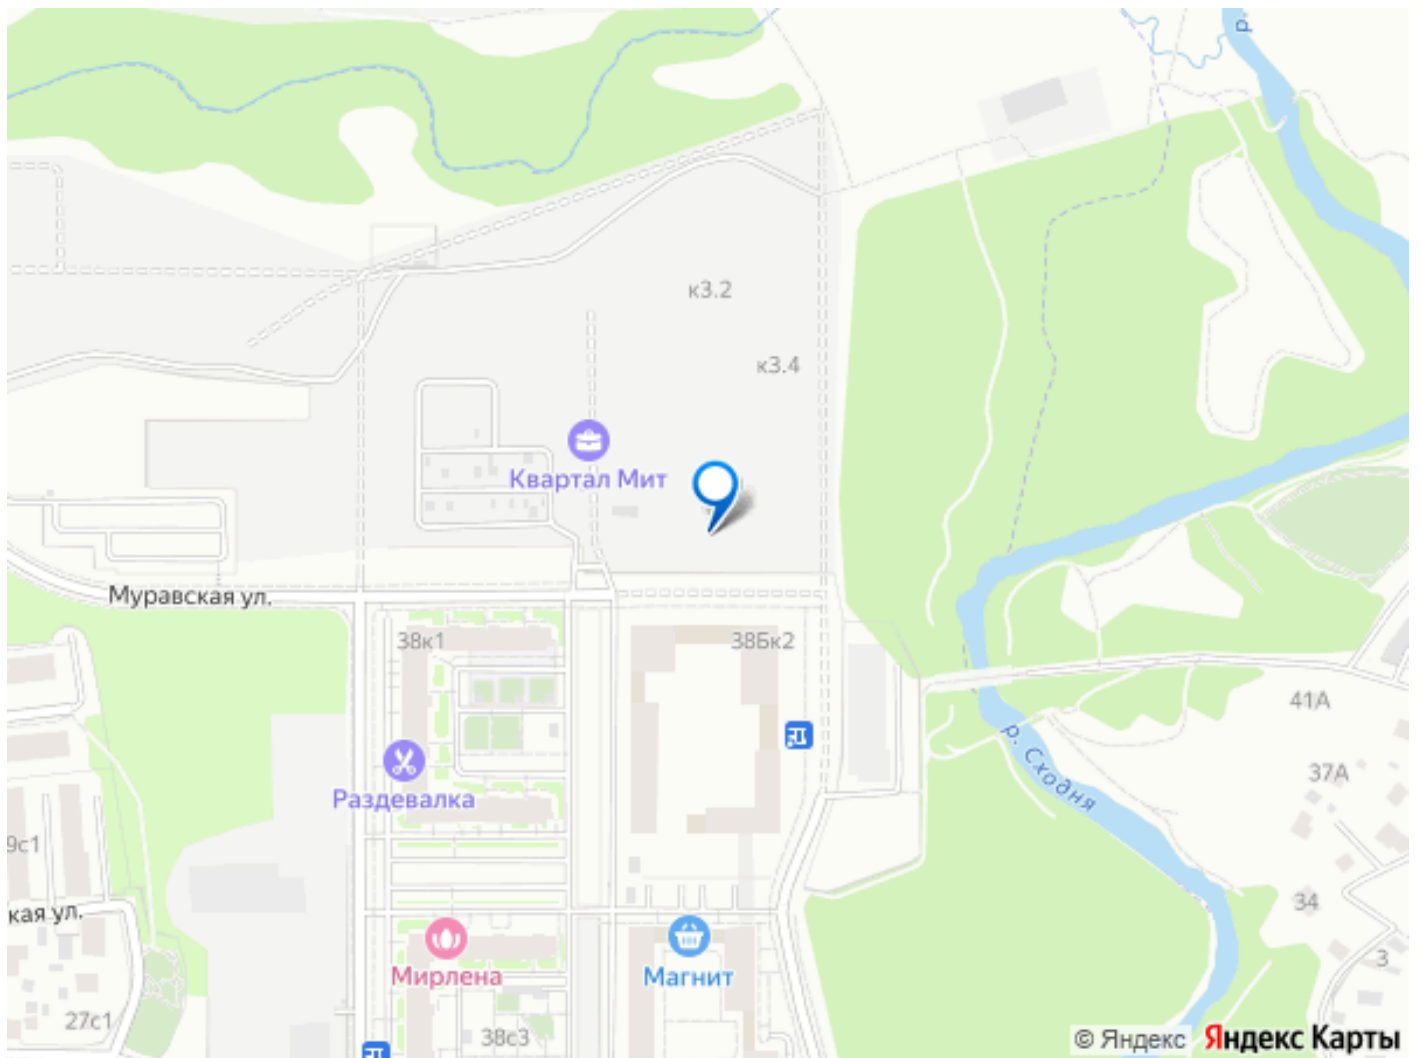 р.
к3.2
к3.4
Квартал Мит
Муравская ул.
38к1
38Бк2
41А
р. Сходня
37А
Раздевалка
9с1
34
кая ул.
Мирлена
Магнит
3
27с1
38с3
© Яндекс Яндекс Карты